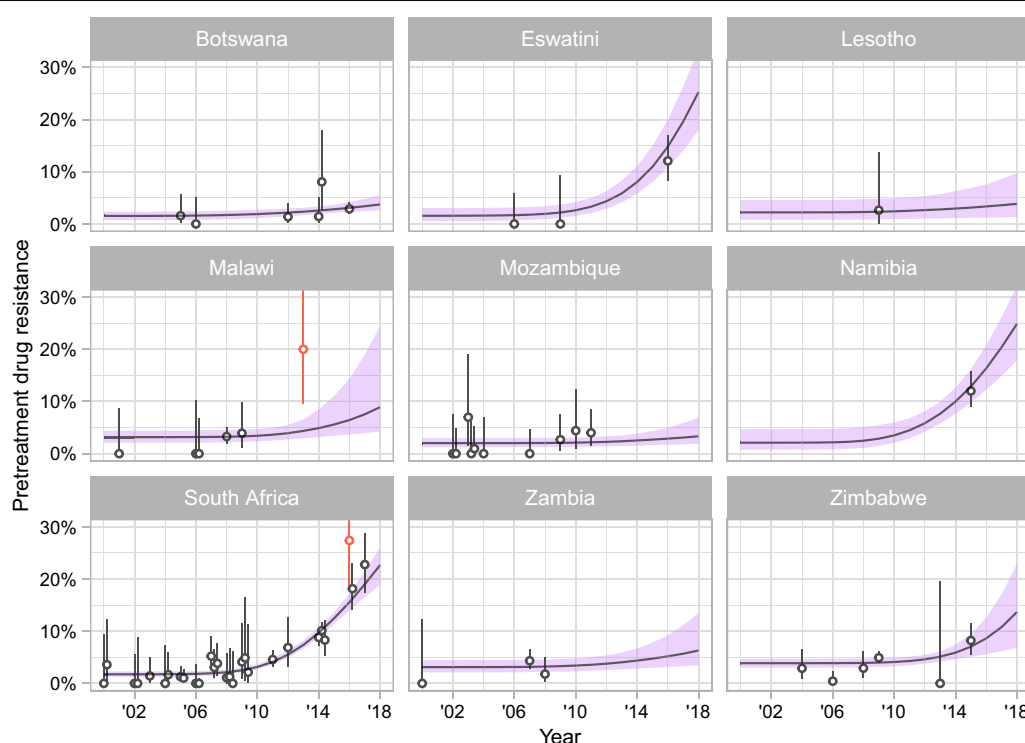 Botswana Eswatini Lesotho
30%
20%
10%
0%
Malawi Mozambique Namibia
30%
20%
10%
0%
South Africa Zambia Zimbabwe
30%
20%
10%
0%
'02 '06 '10 '14 '18 '02 '06 '10 '14 '18 '02 '06 '10 '14 '18
Year
Pretreatment drug resistance